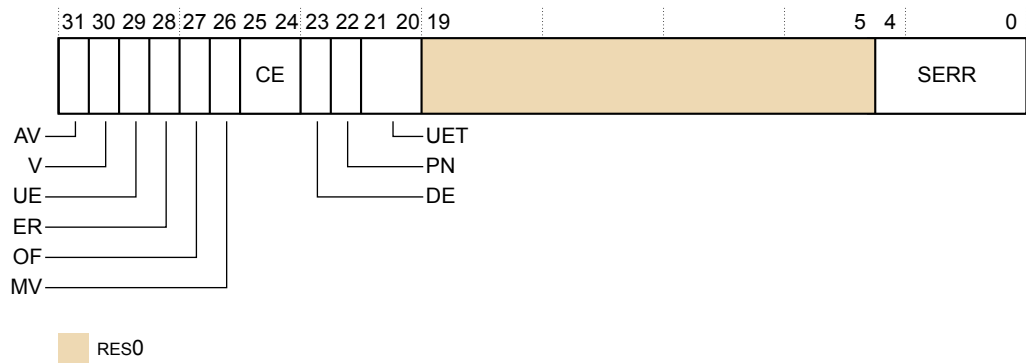 31 30 29 28 27 26 25 24 23 22 21 20 19 5 4 0
CE SERR
AV UET
V PN
UE DE
ER
OF
MV
RES0